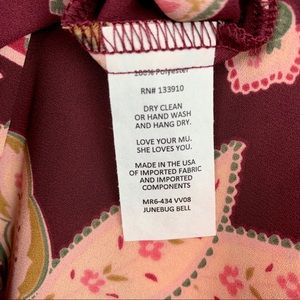 100% Polyester
RN# 133910
DRY CLEAN
OR HAND WASH
AND HANG DRY.
LOVE YOUR MU.
SHE LOVES YOU.
MADE IN THE USA
OF IMPORTED FABRIC
AND IMPORTED
COMPONENTS
MR6-434 VV08
JUNEBUG BELL